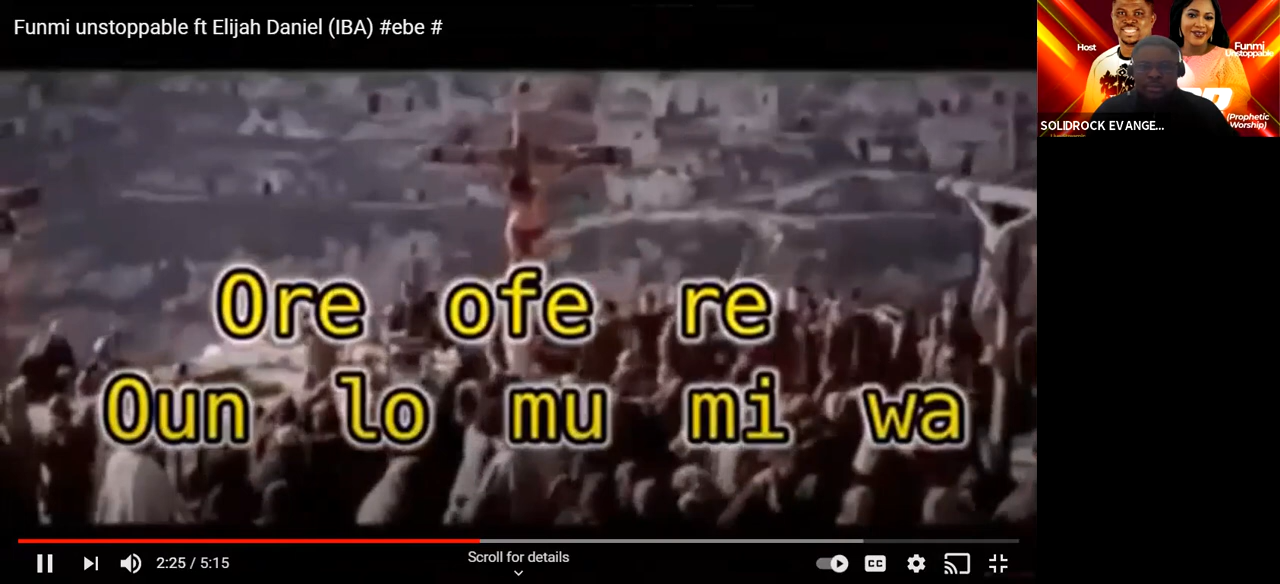 Funmi unstoppable ft Elijah Daniel (IBA) #ebe #
Ore ofe re
Oun lo mu mi wa
2:25 / 5:15
Scroll for details
CC
Host
Funmi
Unstoppable
(Prophetic
Worship)
SOLIDROCK EVANGE...